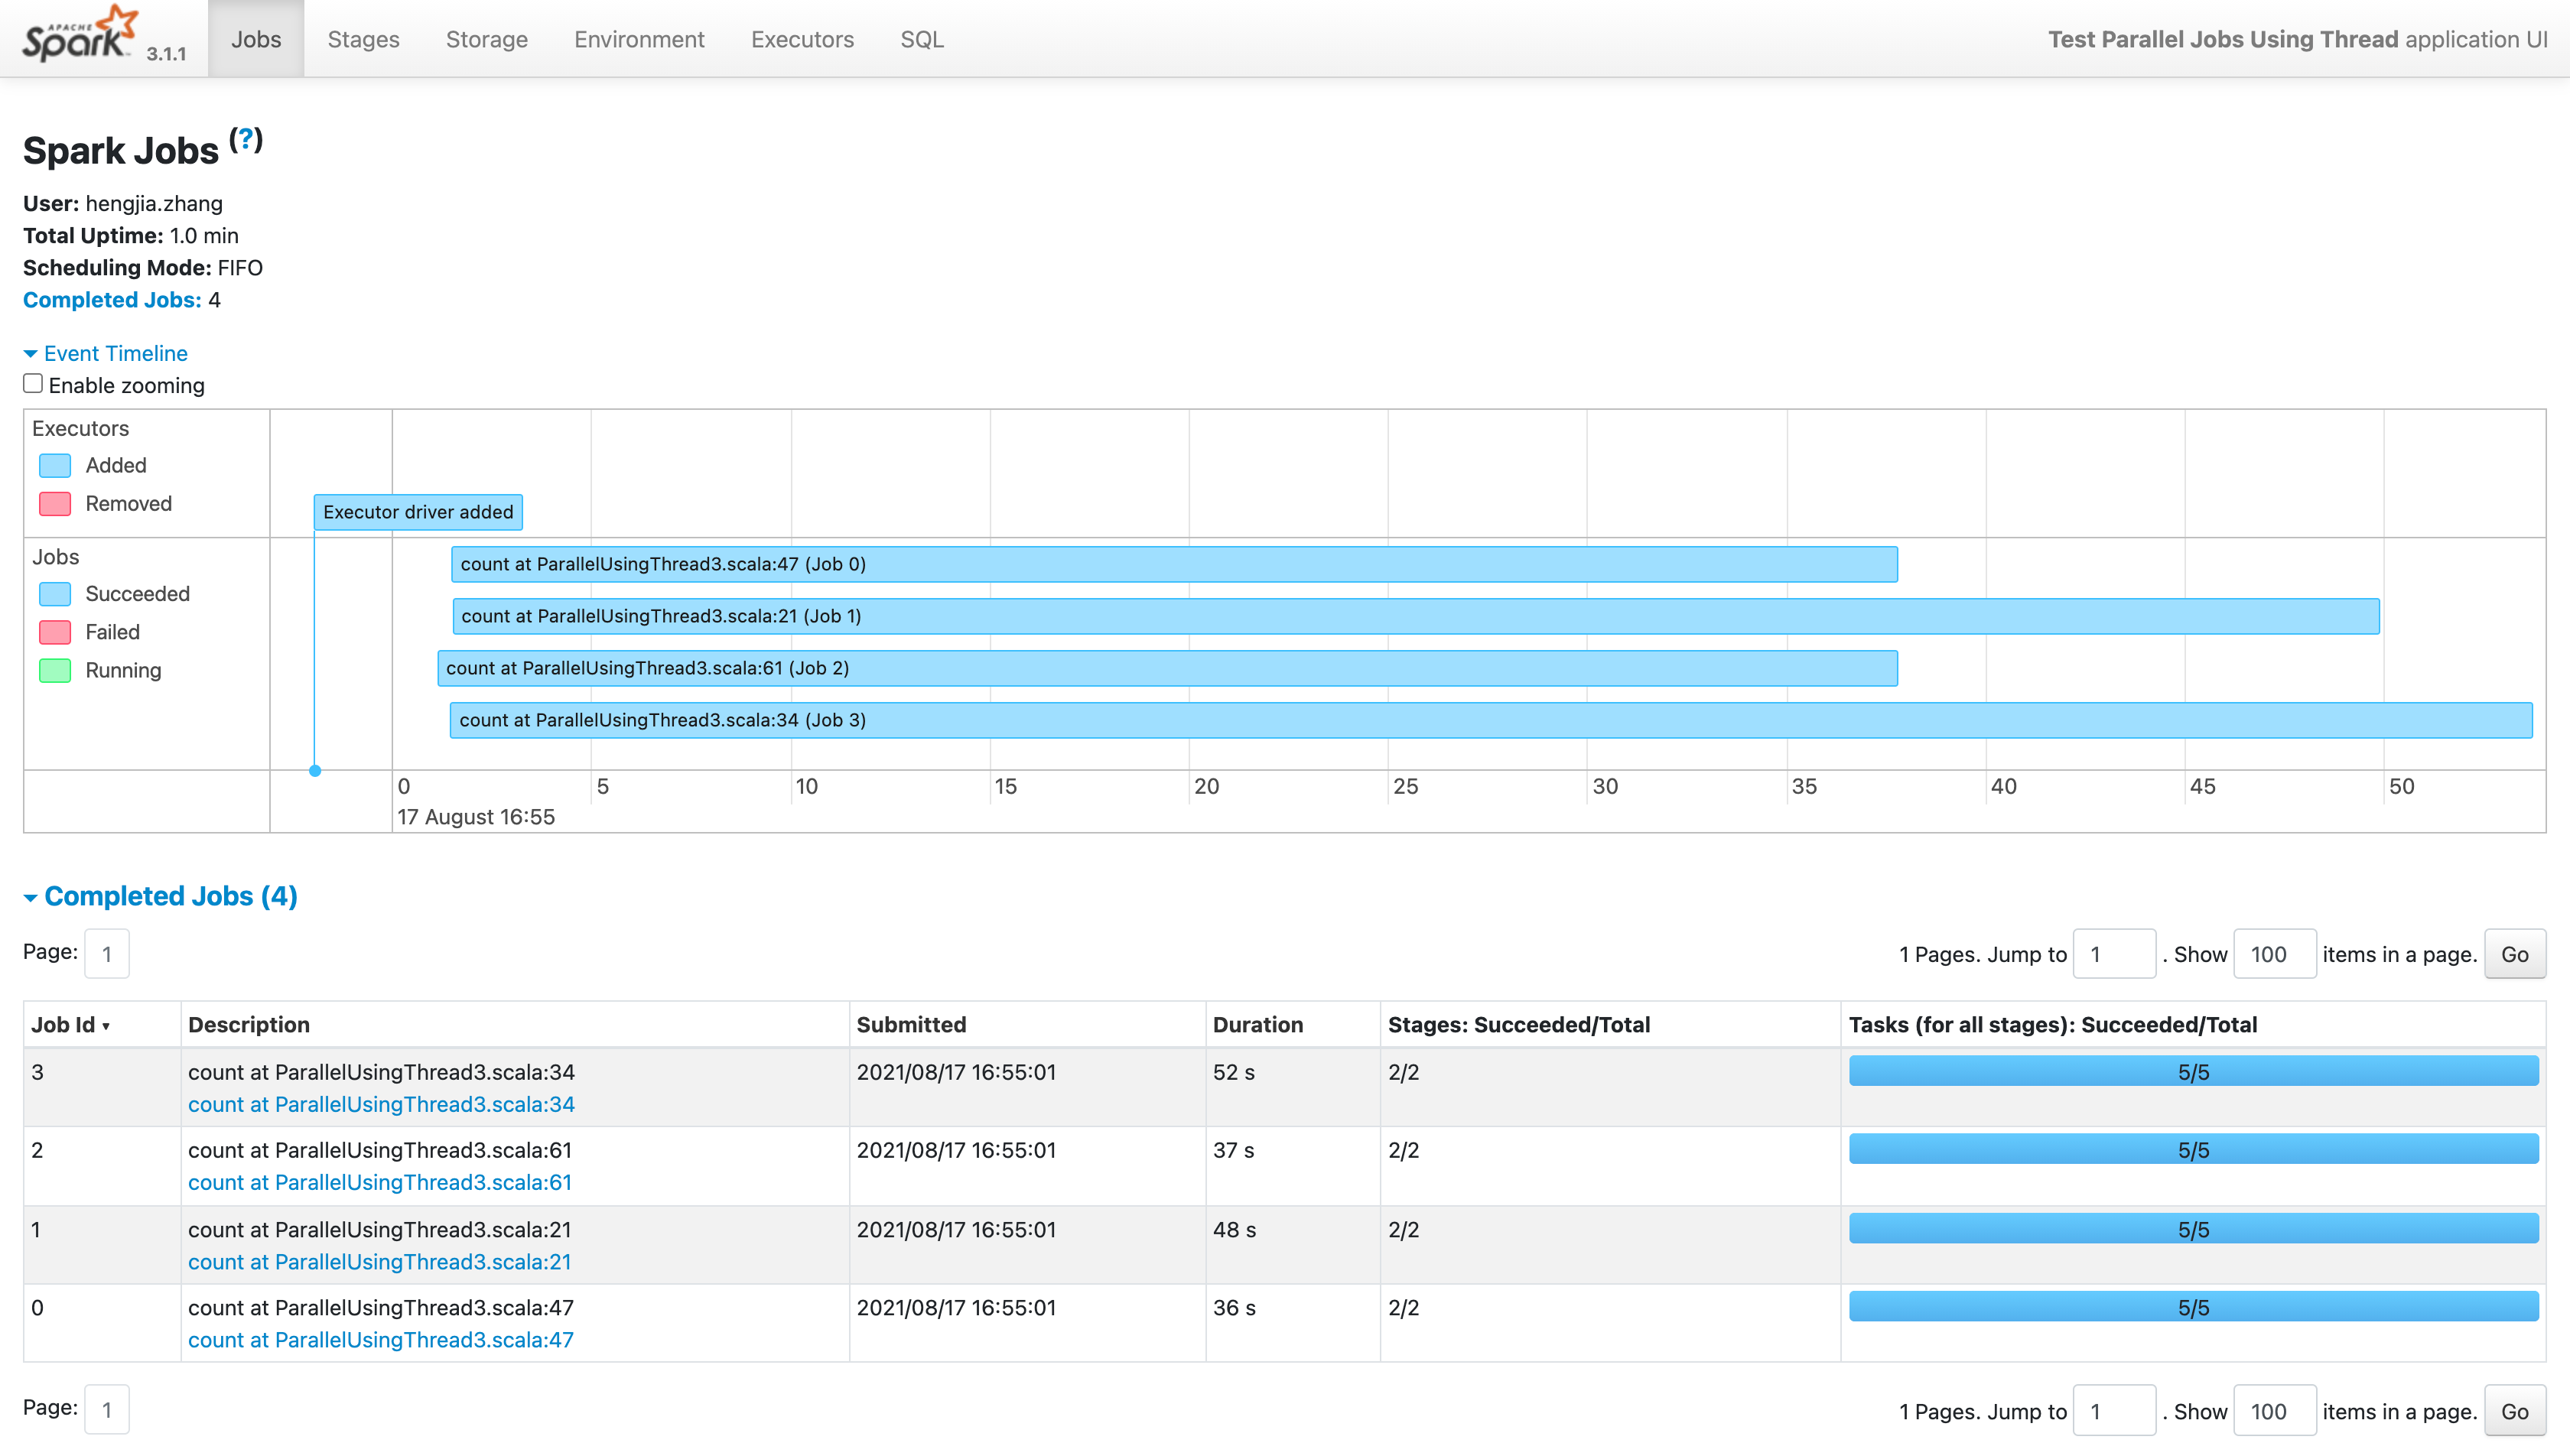 APACHE
Spark 3.1.1 Jobs Stages Storage Environment Executors SQL Test Parallel Jobs Using Thread application UI
Spark Jobs (?)
User: hengjia.zhang
Total Uptime: 1.0 min
Scheduling Mode: FIFO
Completed Jobs: 4
Event Timeline
Enable zooming
Executors
Added
Removed
Executor driver added
Jobs
Succeeded
Failed
Running
count at ParallelUsingThread3.scala:47 (Job 0)
count at ParallelUsingThread3.scala:21 (Job 1)
count at ParallelUsingThread3.scala:61 (Job 2)
count at ParallelUsingThread3.scala:34 (Job 3)
0 5 10 15 20 25 30 35 40 45 50
17 August 16:55
Completed Jobs (4)
Page: 1 1 Pages. Jump to 1 . Show 100 items in a page. Go
Job Id ▾ Description Submitted Duration Stages: Succeeded/Total Tasks (for all stages): Succeeded/Total
3 count at ParallelUsingThread3.scala:34 2021/08/17 16:55:01 52 s 2/2 5/5
count at ParallelUsingThread3.scala:34
2 count at ParallelUsingThread3.scala:61 2021/08/17 16:55:01 37 s 2/2 5/5
count at ParallelUsingThread3.scala:61
1 count at ParallelUsingThread3.scala:21 2021/08/17 16:55:01 48 s 2/2 5/5
count at ParallelUsingThread3.scala:21
0 count at ParallelUsingThread3.scala:47 2021/08/17 16:55:01 36 s 2/2 5/5
count at ParallelUsingThread3.scala:47
Page: 1 1 Pages. Jump to 1 . Show 100 items in a page. Go